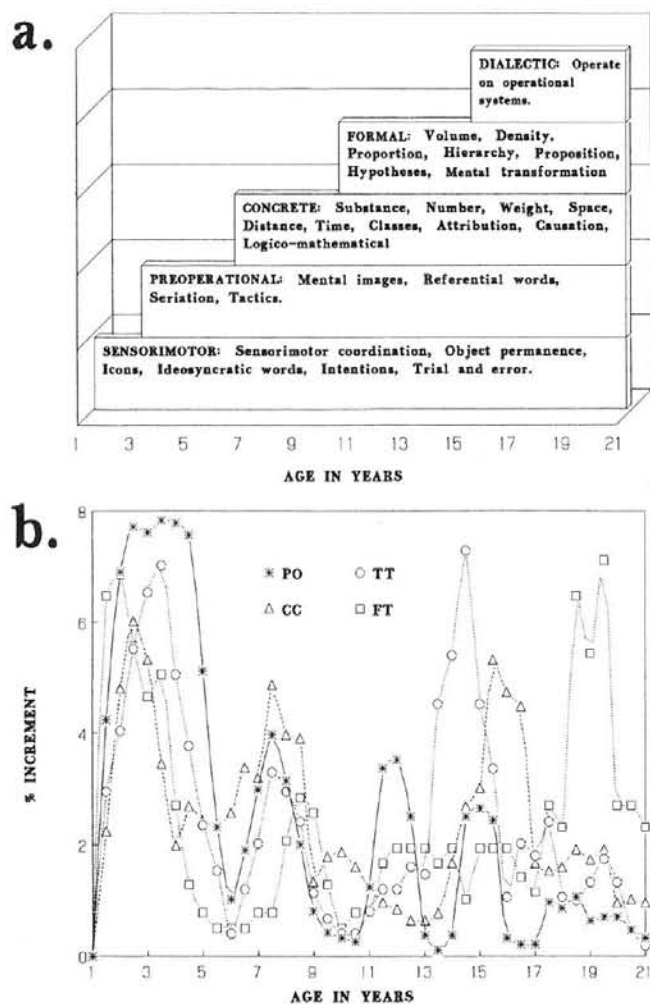 a.
DIALECTIC: Operate
on operational
systems.
FORMAL: Volume, Density,
Proportion, Hierarchy, Proposition,
Hypotheses, Mental transformation
CONCRETE: Substance, Number, Weight, Space,
Distance, Time, Classes, Attribution, Causation,
Logico-mathematical
PREOPERATIONAL: Mental images, Referential words,
Seriation, Tactics.
SENSORIMOTOR: Sensorimotor coordination, Object permanence,
Icons, Ideosyncratic words, Intentions, Trial and error.
1 3 5 7 9 11 13 15 17 19 21
AGE IN YEARS
b.
8
6
4
2
0
% INCREMENT
PO TT
CC FT
1 3 5 7 9 11 13 15 17 19 21
AGE IN YEARS